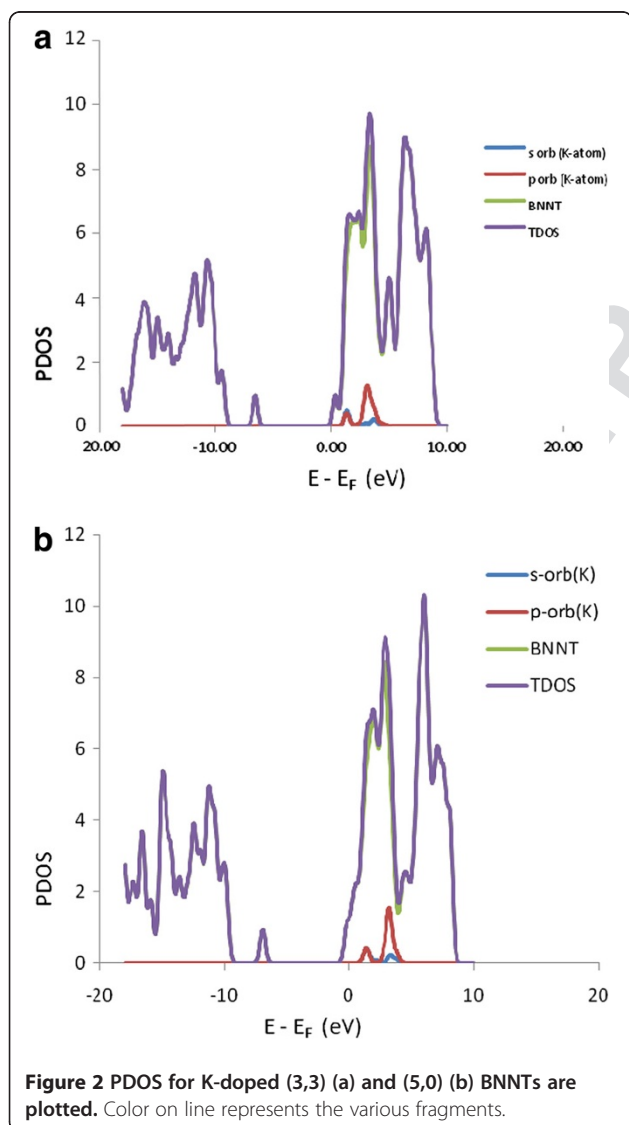 a
12
10
8
6
4
2
0
PDOS
20.00 -10.00 0.00 10.00 20.00
E - EF (eV)
s orb (K-atom)
p orb [K-atom)
BNNT
TDOS
b
12
10
8
6
4
2
0
PDOS
-20 -10 0 10 20
E - EF (eV)
s-orb(K)
p-orb(K)
BNNT
TDOS
Figure 2 PDOS for K-doped (3,3) (a) and (5,0) (b) BNNTs are
plotted. Color on line represents the various fragments.